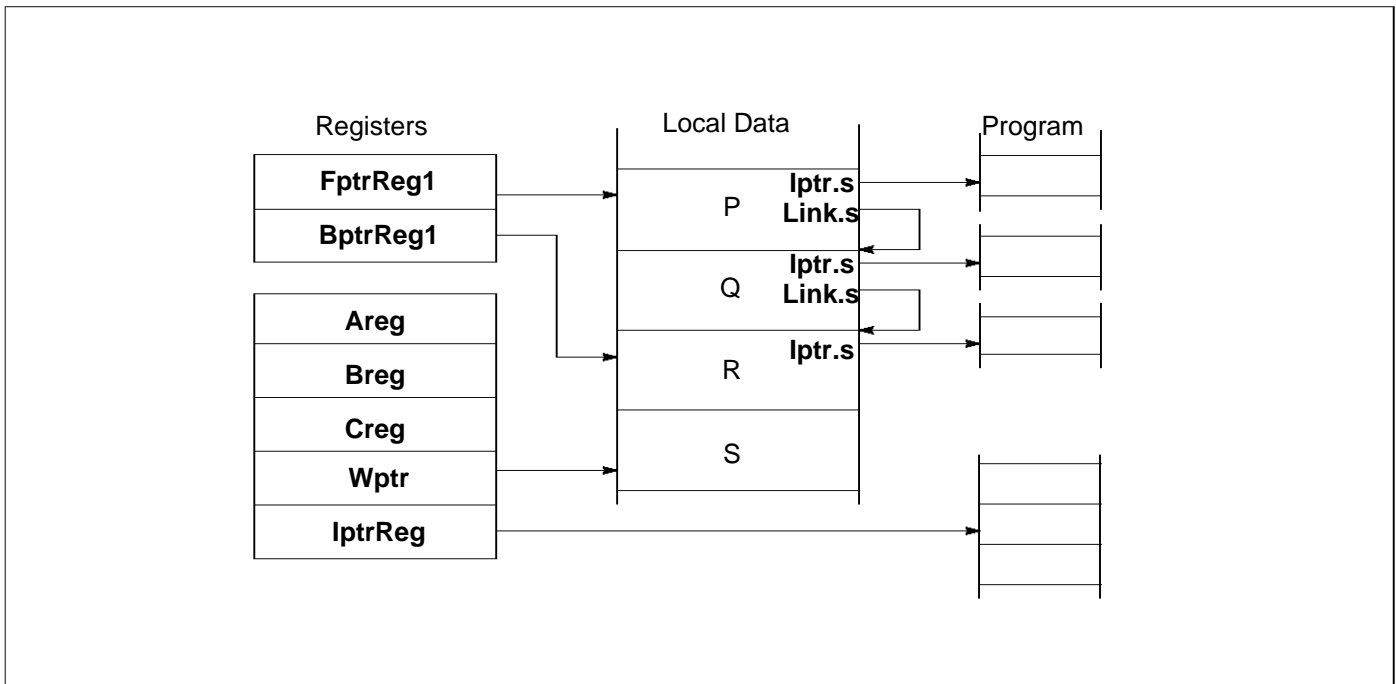 Registers
Local Data
Program
FptrReg1
BptrReg1
Areg
Breg
Creg
Wptr
IptrReg
P
Iptr.s
Link.s
Q
Iptr.s
Link.s
R
Iptr.s
S